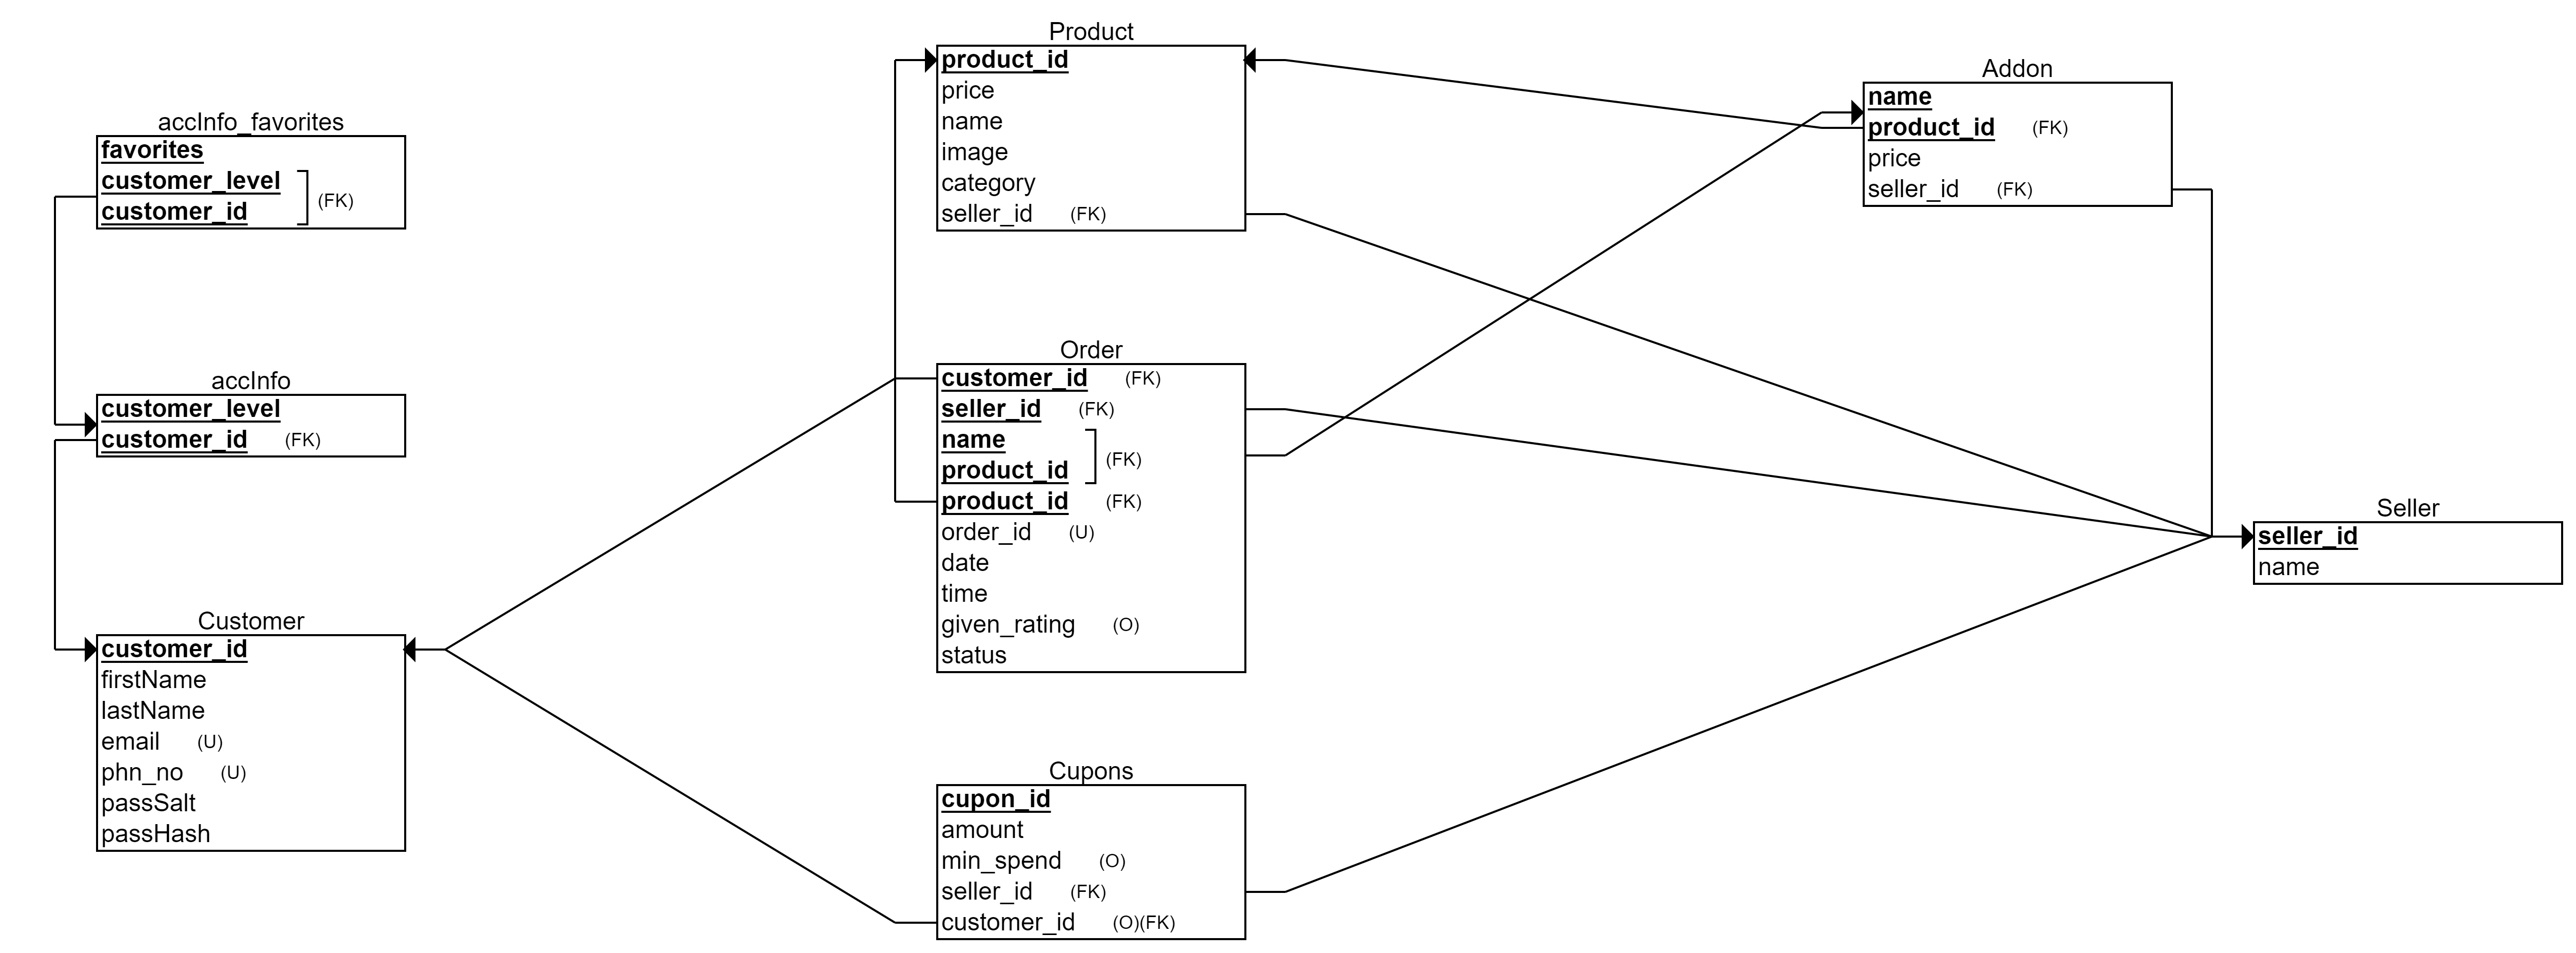 accInfo_favorites
favorites
customer_level
customer_id
(FK)
accInfo
customer_level
customer_id (FK)
Customer
customer_id
firstName
lastName
email (U)
phn_no (U)
passSalt
passHash
Product
product_id
price
name
image
category
seller_id (FK)
Order
customer_id (FK)
seller_id (FK)
name
product_id
(FK)
product_id (FK)
order_id (U)
date
time
given_rating (O)
status
Cupons
cupon_id
amount
min_spend (O)
seller_id (FK)
customer_id (O)(FK)
Addon
name
product_id (FK)
price
seller_id (FK)
Seller
seller_id
name